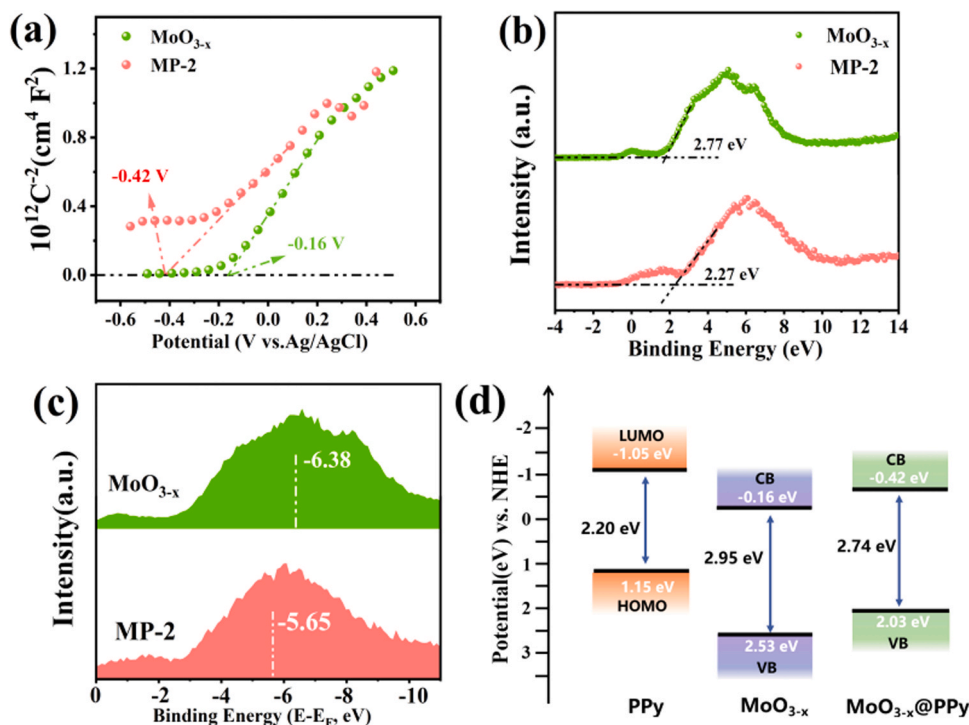 (a)
MoO3-x
MP-2
10^12C^-2(cm^4 F^2)
1.2
0.8
0.4
0.0
-0.42 V
-0.16 V
-0.6 -0.4 -0.2 0.0 0.2 0.4 0.6
Potential (V vs.Ag/AgCl)
(b)
MoO3-x
MP-2
Intensity (a.u.)
2.77 eV
2.27 eV
-4 -2 0 2 4 6 8 10 12 14
Binding Energy (eV)
(c)
Intensity(a.u.)
-6.38
MoO3-x
-5.65
MP-2
0 -2 -4 -6 -8 -10
Binding Energy (E-EF, eV)
(d)
Potential(eV) vs. NHE
-2
-1
0
1
2
3
LUMO
-1.05 eV
2.20 eV
1.15 eV
HOMO
PPy
CB
-0.16 eV
2.95 eV
2.53 eV
VB
MoO3-x
CB
-0.42 eV
2.74 eV
2.03 eV
VB
MoO3-x@PPy